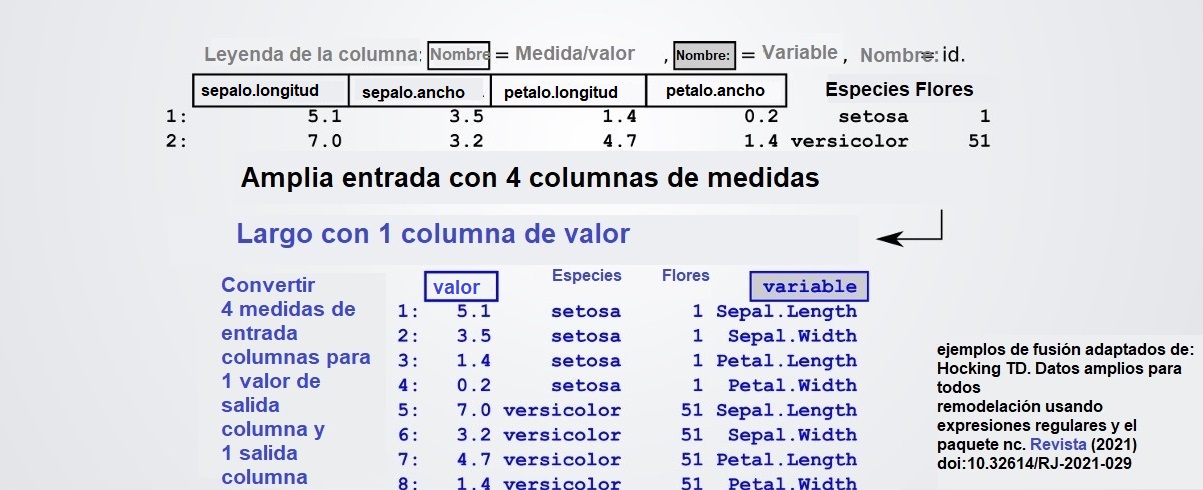 Leyenda de la columna: Nombre = Medida/valor , Nombre: = Variable, Nombre: = id.
sepalo.longitud sepalo.ancho petalo.longitud petalo.ancho Especies Flores
1: 5.1 3.5 1.4 0.2 setosa 1
2: 7.0 3.2 4.7 1.4 versicolor 51
Amplia entrada con 4 columnas de medidas
Largo con 1 columna de valor
Convertir
4 medidas de
entrada
columnas para
1 valor de
salida
columna y
1 salida
columna
valor Especies Flores variable
1: 5.1 setosa 1 Sepal.Length
2: 3.5 setosa 1 Sepal.Width
3: 1.4 setosa 1 Petal.Length
4: 0.2 setosa 1 Petal.Width
5: 7.0 versicolor 51 Sepal.Length
6: 3.2 versicolor 51 Sepal.Width
7: 4.7 versicolor 51 Petal.Length
8: 1.4 versicolor 51 Petal.Width
ejemplos de fusión adaptados de:
Hocking TD. Datos amplios para
todos
remodelación usando
expresiones regulares y el
paquete nc. Revista (2021)
doi:10.32614/RJ-2021-029